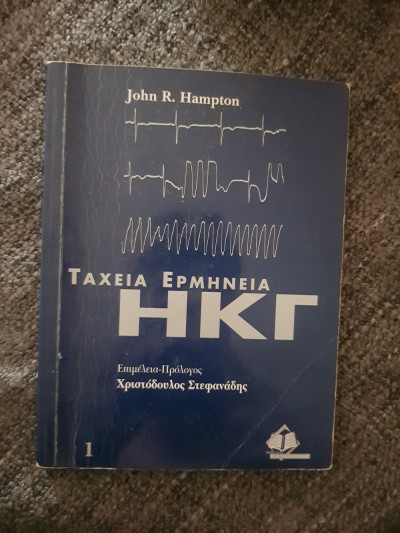 John R. Hampton
ΤΑΧΕΙΑ ΕΡΜΗΝΕΙΑ
ΗΚΓ
Επιμέλεια-Πρόλογος
Χριστόδουλος Στεφανάδης
1